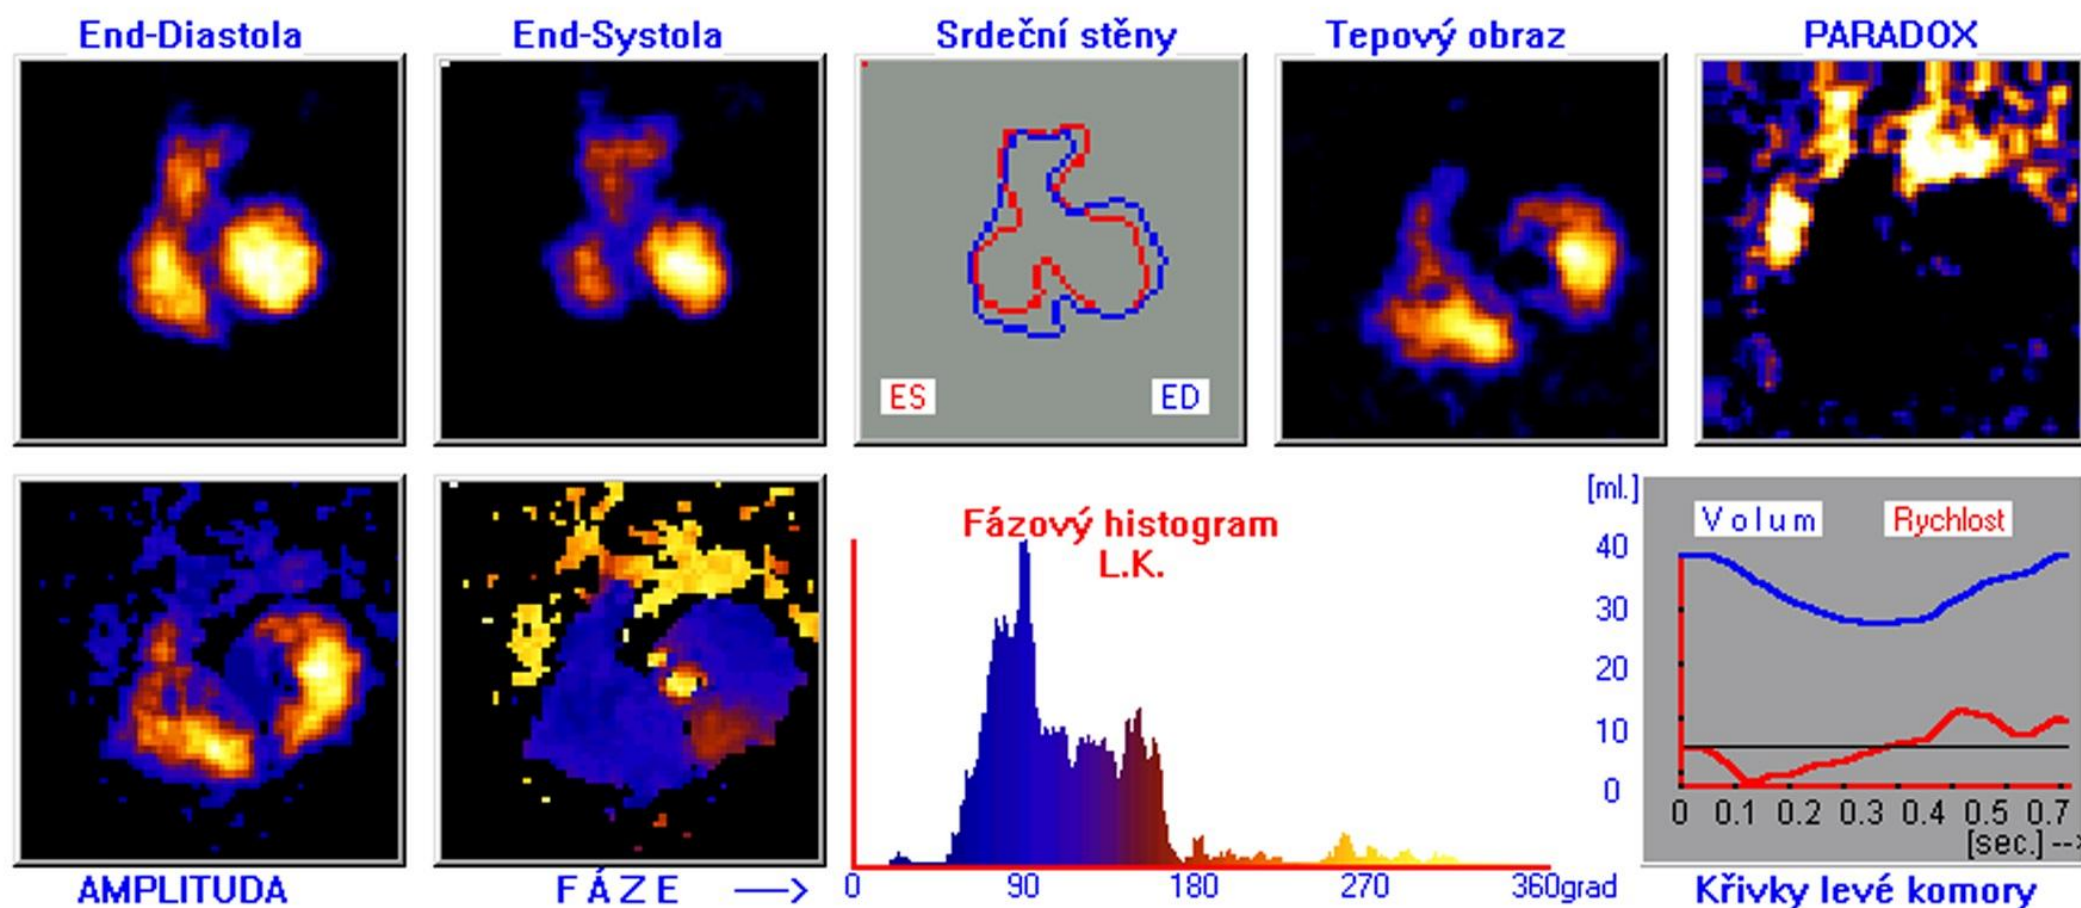 End-Diastola
End-Systola
Srdeční stěny
Tepový obraz
PARADOX
ES
ED
AMPLITUDA
FÁZE -->
Fázový histogram
L.K.
0 90 180 270 360grad
[ml.]
Volum Rychlost
40
30
20
10
0
0 0.1 0.2 0.3 0.4 0.5 0.7
[sec.] -->
Křivky levé komory